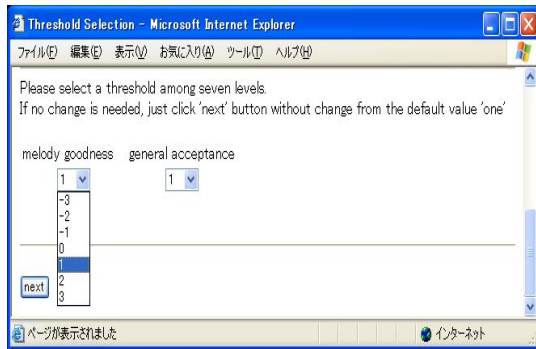 Threshold Selection - Microsoft Internet Explorer
ファイル(F) 編集(E) 表示(V) お気に入り(A) ツール(T) ヘルプ(H)
Please select a threshold among seven levels.
If no change is needed, just click 'next' button without change from the default value 'one'
melody goodness general acceptance
1 1
-3
-2
-1
0
1
2
3
next
ページが表示されました インターネット